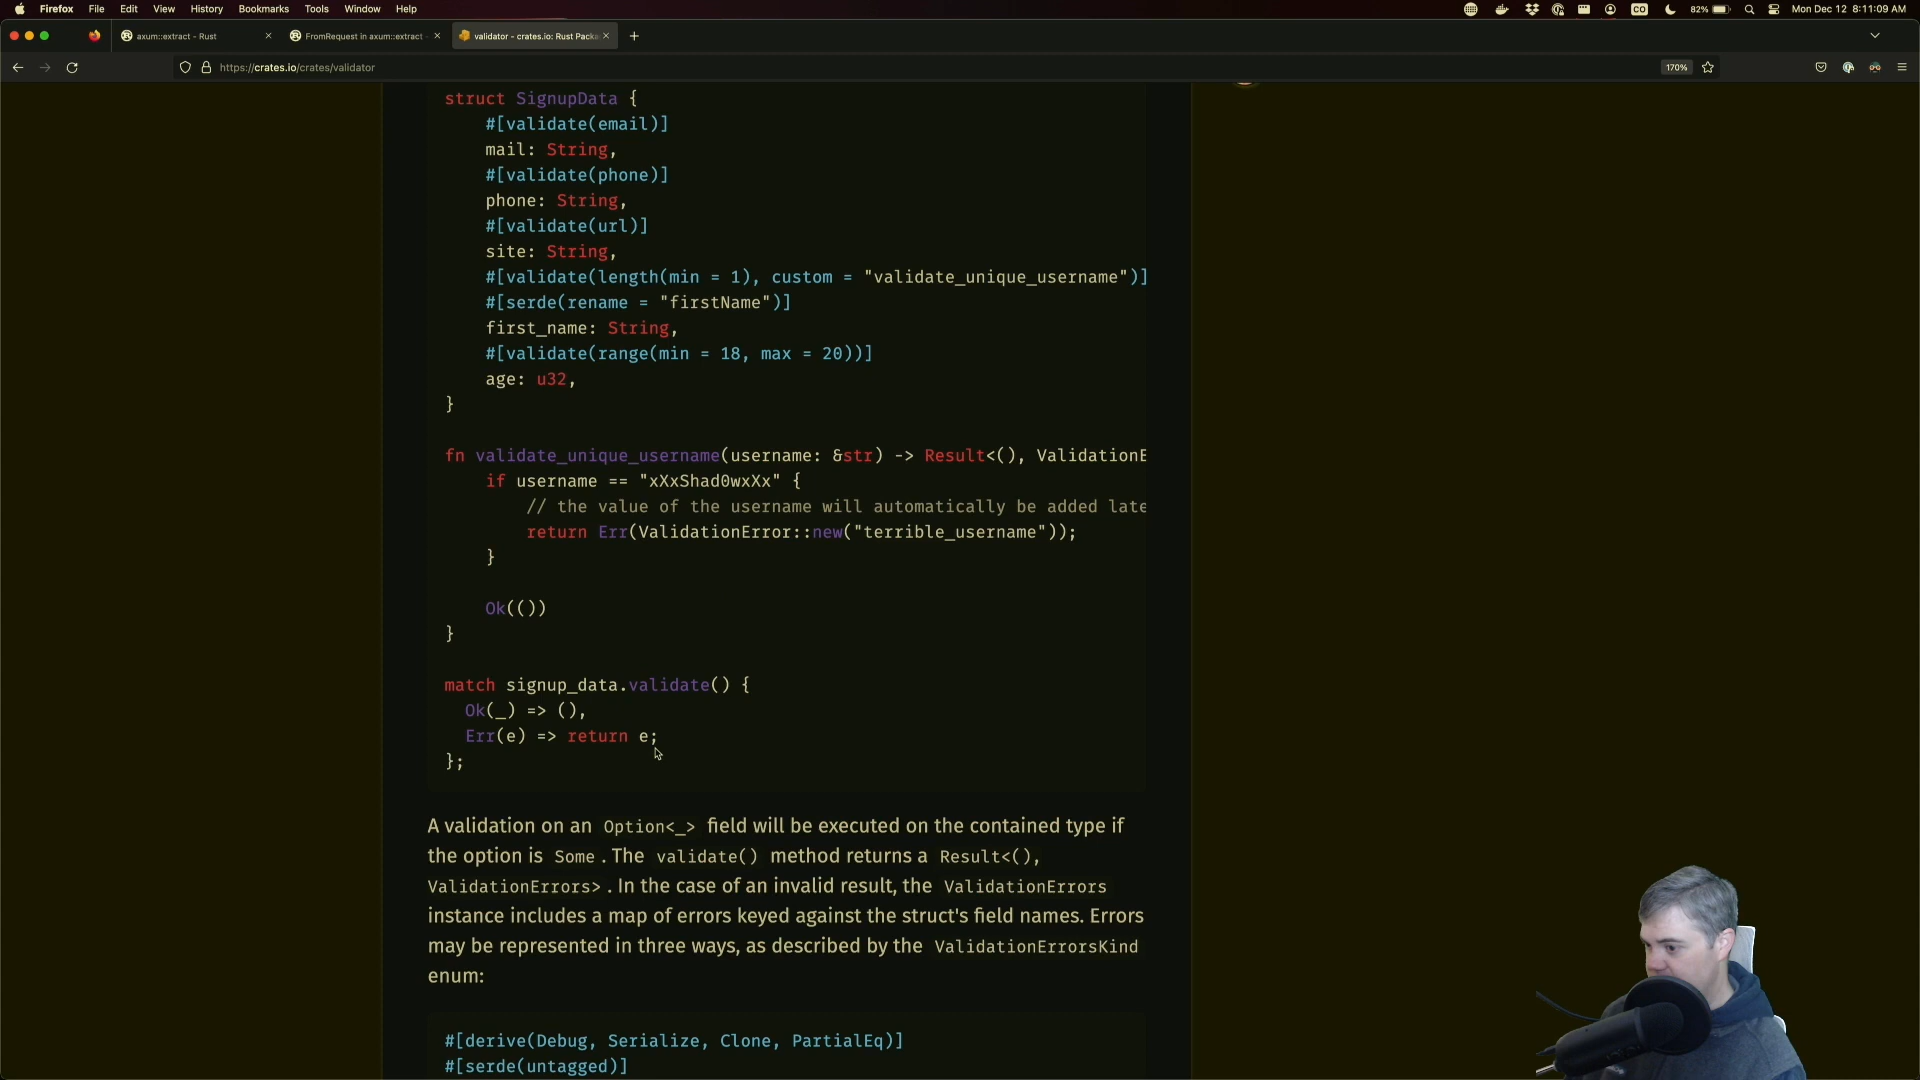 Firefox File Edit View History Bookmarks Tools Window Help 82% Mon Dec 12 8:11:09 AM
axum::extract - Rust FromRequest in axum::extract - validator - crates.io: Rust Packa
https://crates.io/crates/validator 170%
struct SignupData {
#[validate(email)]
mail: String,
#[validate(phone)]
phone: String,
#[validate(url)]
site: String,
#[validate(length(min = 1), custom = "validate_unique_username")]
#[serde(rename = "firstName")]
first_name: String,
#[validate(range(min = 18, max = 20))]
age: u32,
}
fn validate_unique_username(username: &str) -> Result<(), ValidationE
if username == "xXxShad0wxXx" {
// the value of the username will automatically be added late
return Err(ValidationError::new("terrible_username"));
}
Ok(())
}
match signup_data.validate() {
Ok(_) => (),
Err(e) => return e;
};
A validation on an Option<_> field will be executed on the contained type if
the option is Some . The validate() method returns a Result<(),
ValidationErrors> . In the case of an invalid result, the ValidationErrors
instance includes a map of errors keyed against the struct's field names. Errors
may be represented in three ways, as described by the ValidationErrorsKind
enum:
#[derive(Debug, Serialize, Clone, PartialEq)]
#[serde(untagged)]